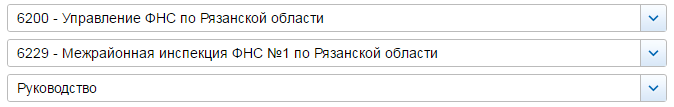 6200 - Управление ФНС по Рязанской области
6229 - Межрайонная инспекция ФНС №1 по Рязанской области
Руководство